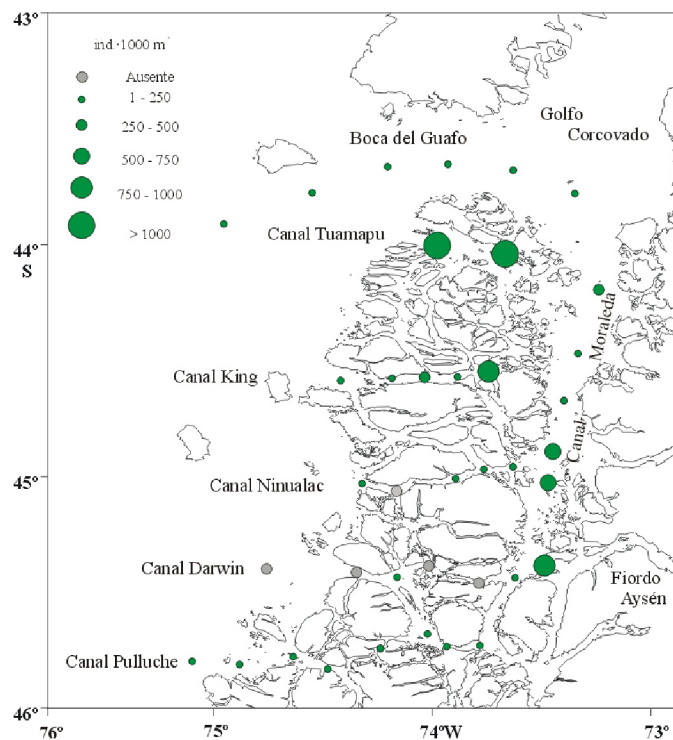 43°
ind·1000 m
Ausente
1 - 250
250 - 500
500 - 750
750 - 1000
> 1000
Golfo
Corcovado
Boca del Guafo
Canal Tuamapu
44°
S
Canal Moraleda
Canal King
45°
Canal Ninualac
Canal Darwin
Fiordo
Aysén
Canal Pulluche
46°
76°
75°
74°W
73°